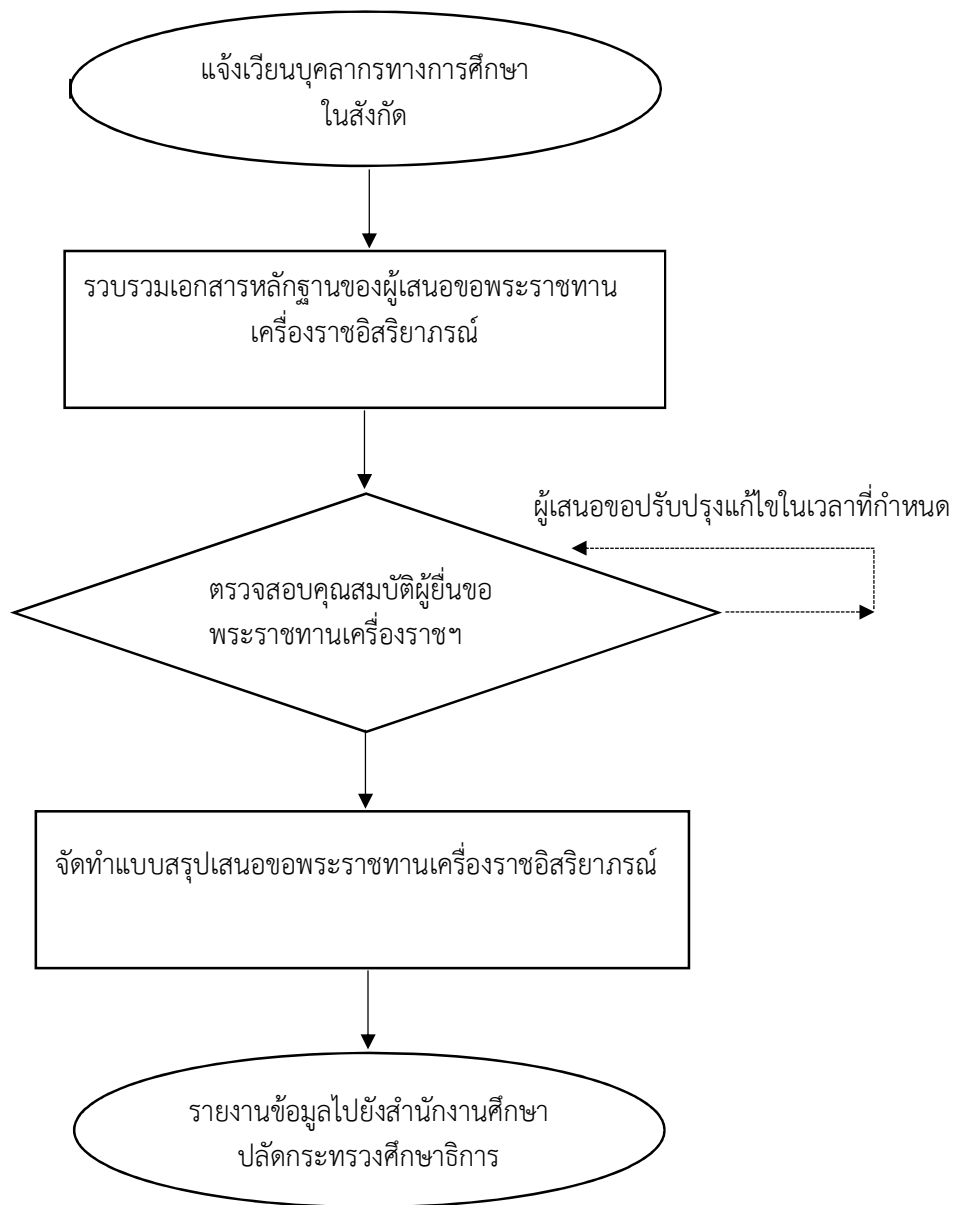 แจ้งเวียนบุคลากรทางการศึกษา
ในสังกัด
รวบรวมเอกสารหลักฐานของผู้เสนอขอพระราชทาน
เครื่องราชอิสริยาภรณ์
ผู้เสนอขอปรับปรุงแก้ไขในเวลาที่กำหนด
ตรวจสอบคุณสมบัติผู้ยื่นขอ
พระราชทานเครื่องราชฯ
จัดทำแบบสรุปเสนอขอพระราชทานเครื่องราชอิสริยาภรณ์
รายงานข้อมูลไปยังสำนักงานศึกษา
ปลัดกระทรวงศึกษาธิการ